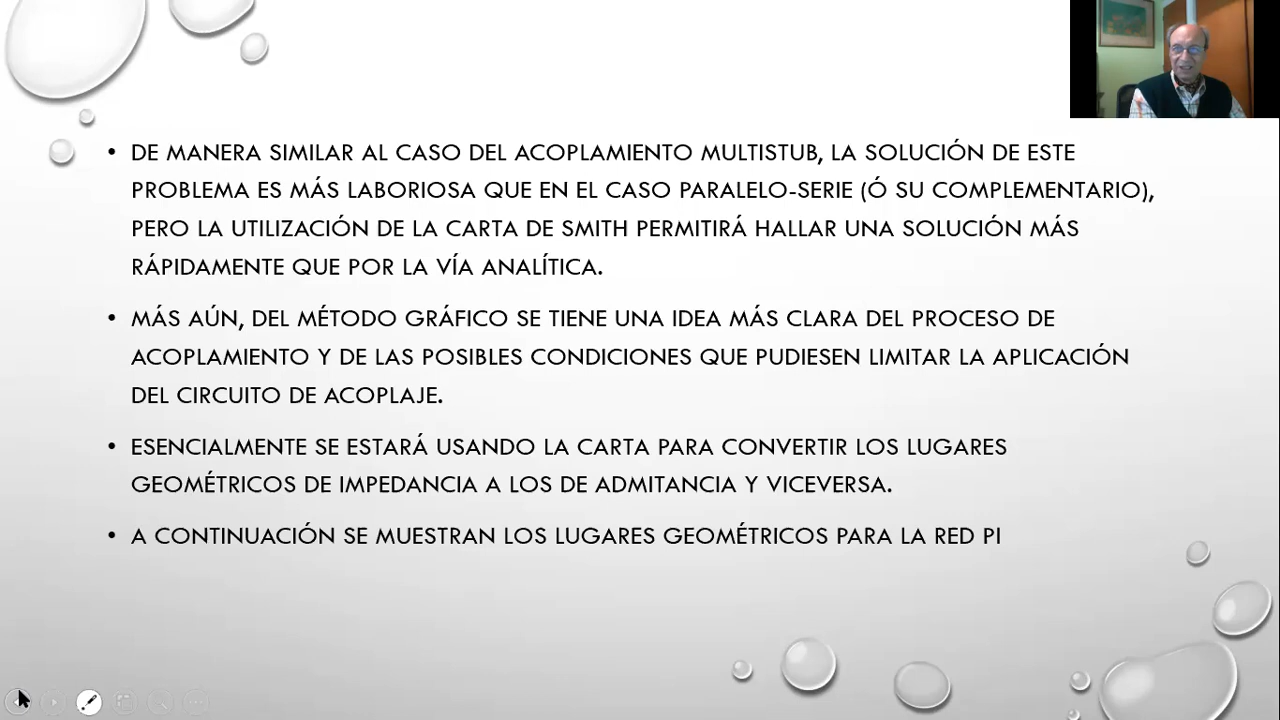 • DE MANERA SIMILAR AL CASO DEL ACOPLAMIENTO MULTISTUB, LA SOLUCIÓN DE ESTE
PROBLEMA ES MÁS LABORIOSA QUE EN EL CASO PARALELO-SERIE (Ó SU COMPLEMENTARIO),
PERO LA UTILIZACIÓN DE LA CARTA DE SMITH PERMITIRÁ HALLAR UNA SOLUCIÓN MÁS
RÁPIDAMENTE QUE POR LA VÍA ANALÍTICA.
• MÁS AÚN, DEL MÉTODO GRÁFICO SE TIENE UNA IDEA MÁS CLARA DEL PROCESO DE
ACOPLAMIENTO Y DE LAS POSIBLES CONDICIONES QUE PUDIESEN LIMITAR LA APLICACIÓN
DEL CIRCUITO DE ACOPLAJE.
• ESENCIALMENTE SE ESTARÁ USANDO LA CARTA PARA CONVERTIR LOS LUGARES
GEOMÉTRICOS DE IMPEDANCIA A LOS DE ADMITANCIA Y VICEVERSA.
• A CONTINUACIÓN SE MUESTRAN LOS LUGARES GEOMÉTRICOS PARA LA RED PI